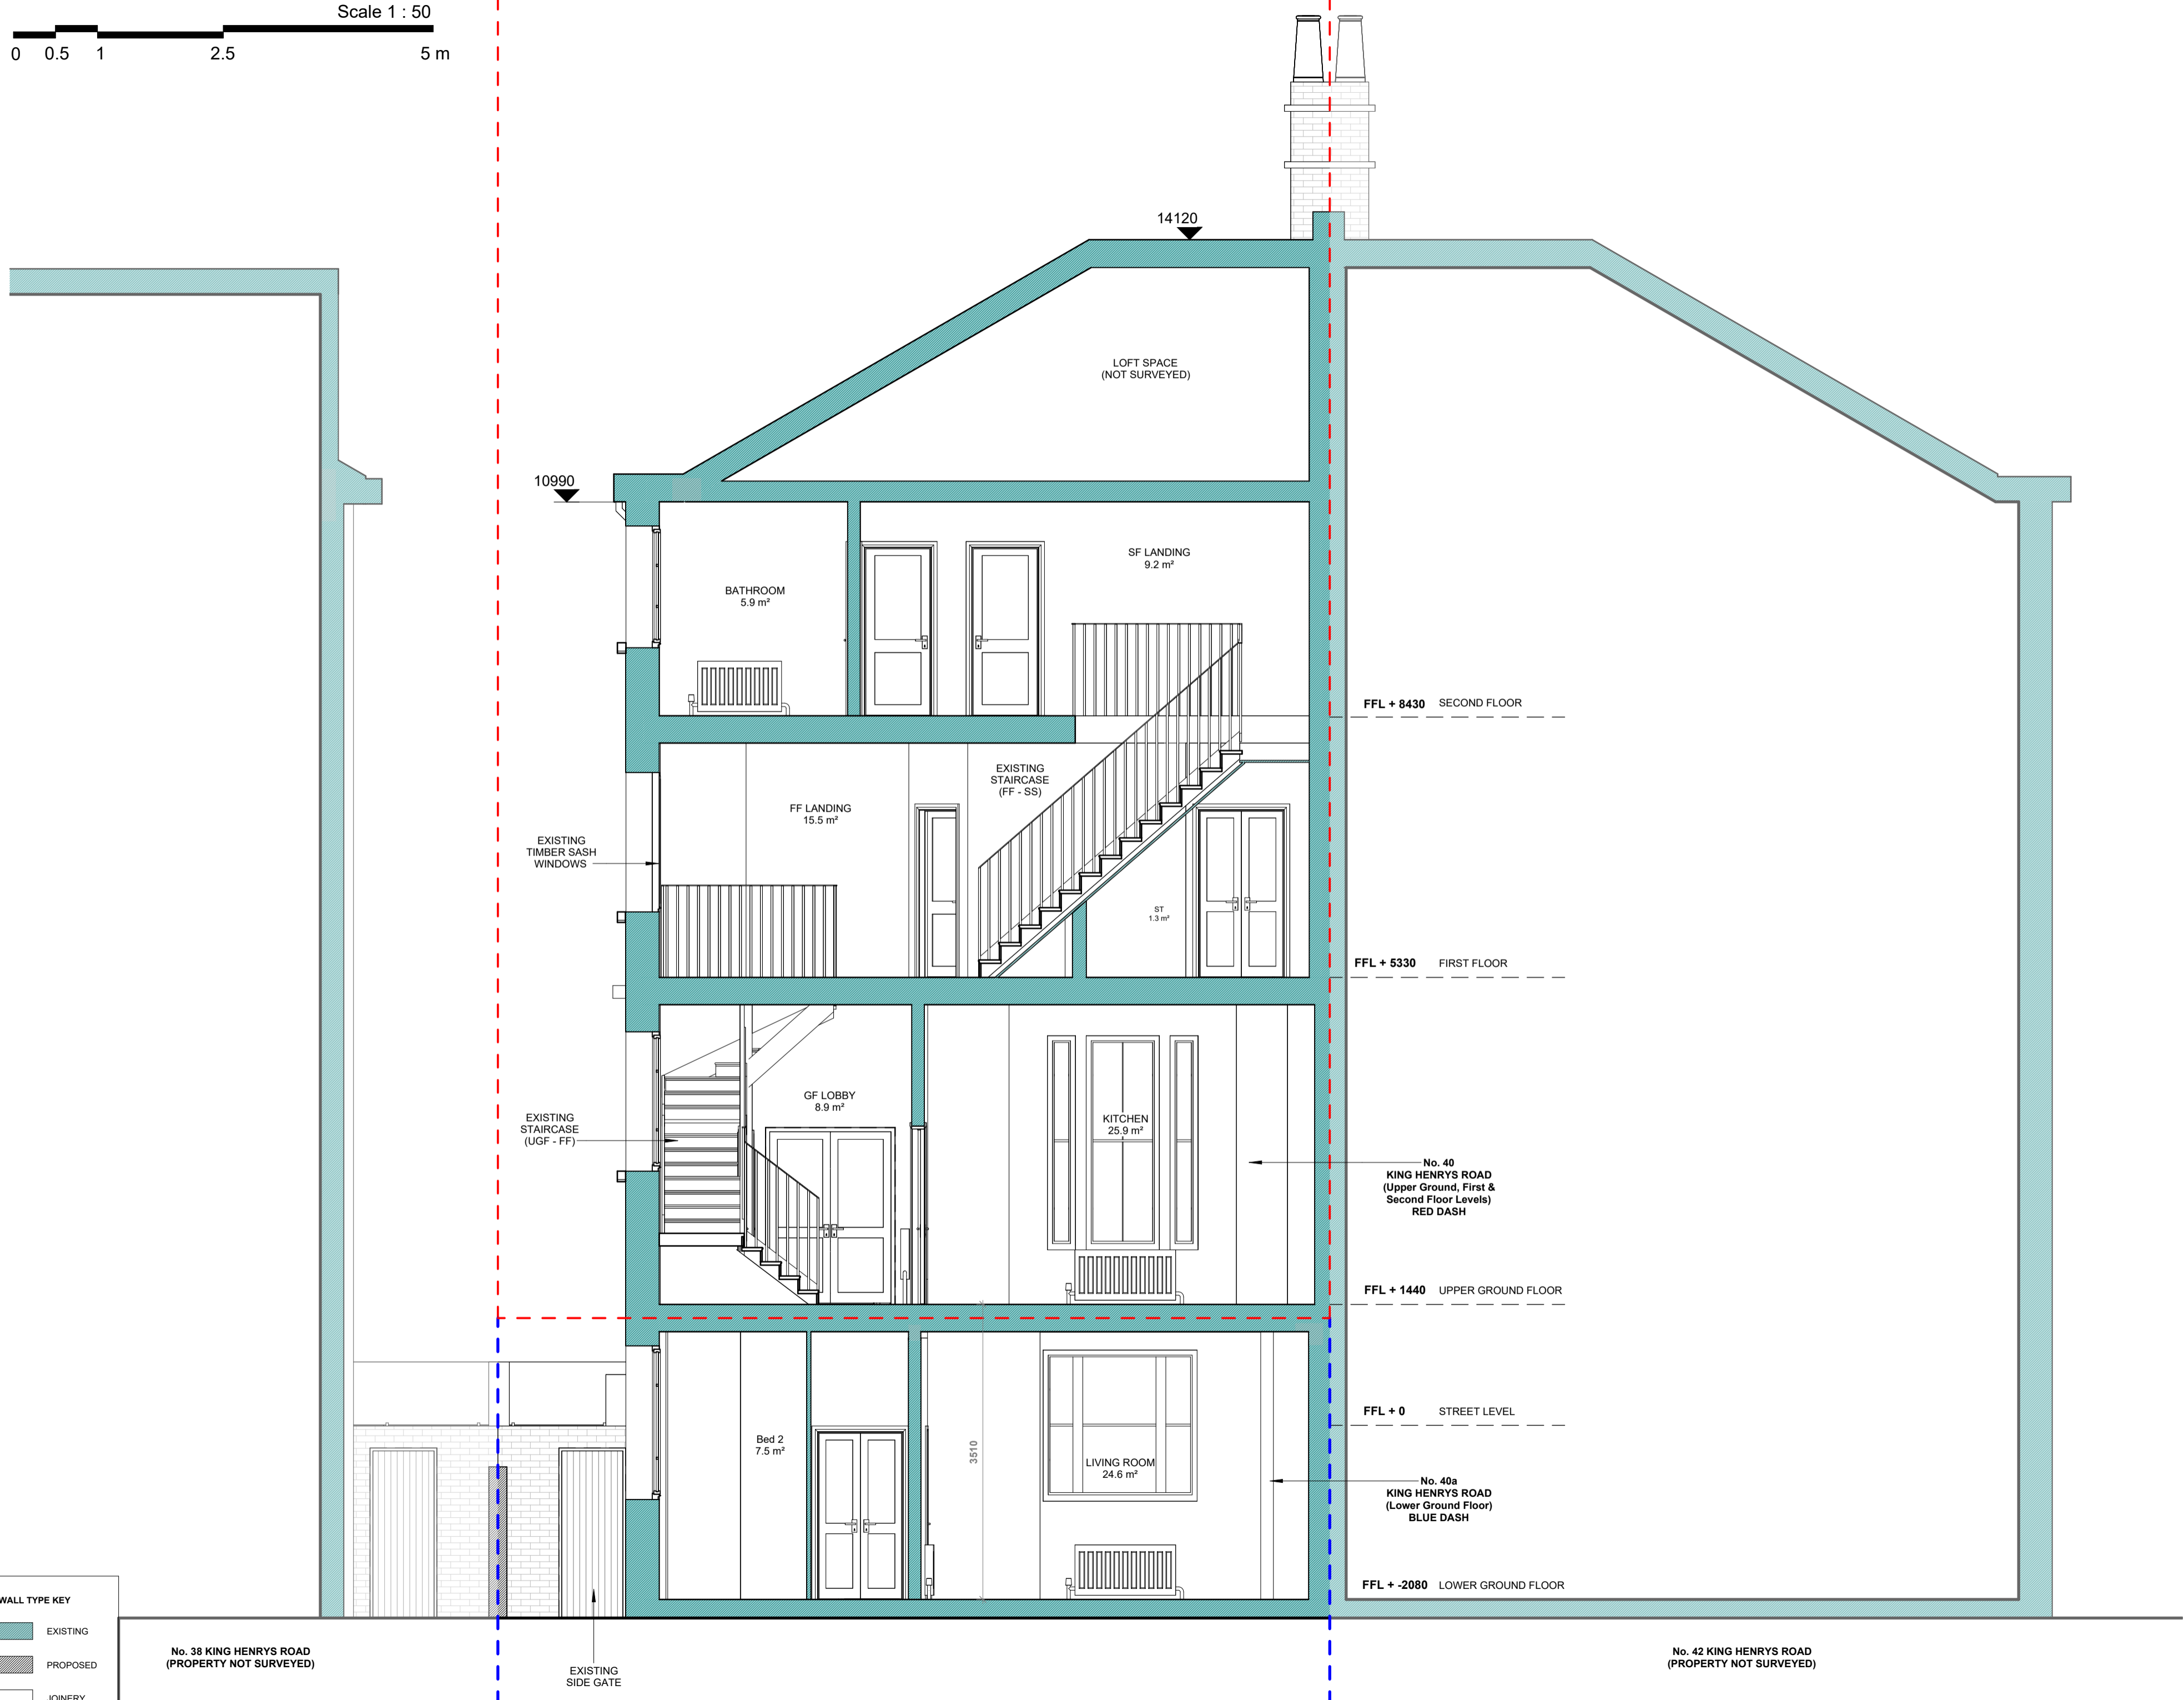 Scale 1 : 50
0 0.5 1 2.5 5 m
14120
LOFT SPACE
(NOT SURVEYED)
10990
BATHROOM
5.9 m²
SF LANDING
9.2 m²
FFL + 8430 SECOND FLOOR
EXISTING
STAIRCASE
(FF - SS)
FF LANDING
15.5 m²
EXISTING
TIMBER SASH
WINDOWS
ST
1.3 m²
FFL + 5330 FIRST FLOOR
GF LOBBY
8.9 m²
EXISTING
STAIRCASE
(UGF - FF)
KITCHEN
25.9 m²
No. 40
KING HENRYS ROAD
(Upper Ground, First &
Second Floor Levels)
RED DASH
FFL + 1440 UPPER GROUND FLOOR
FFL + 0 STREET LEVEL
Bed 2
7.5 m²
3510
LIVING ROOM
24.6 m²
No. 40a
KING HENRYS ROAD
(Lower Ground Floor)
BLUE DASH
FFL + -2080 LOWER GROUND FLOOR
WALL TYPE KEY
EXISTING
PROPOSED
JOINERY
No. 38 KING HENRYS ROAD
(PROPERTY NOT SURVEYED)
EXISTING
SIDE GATE
No. 42 KING HENRYS ROAD
(PROPERTY NOT SURVEYED)